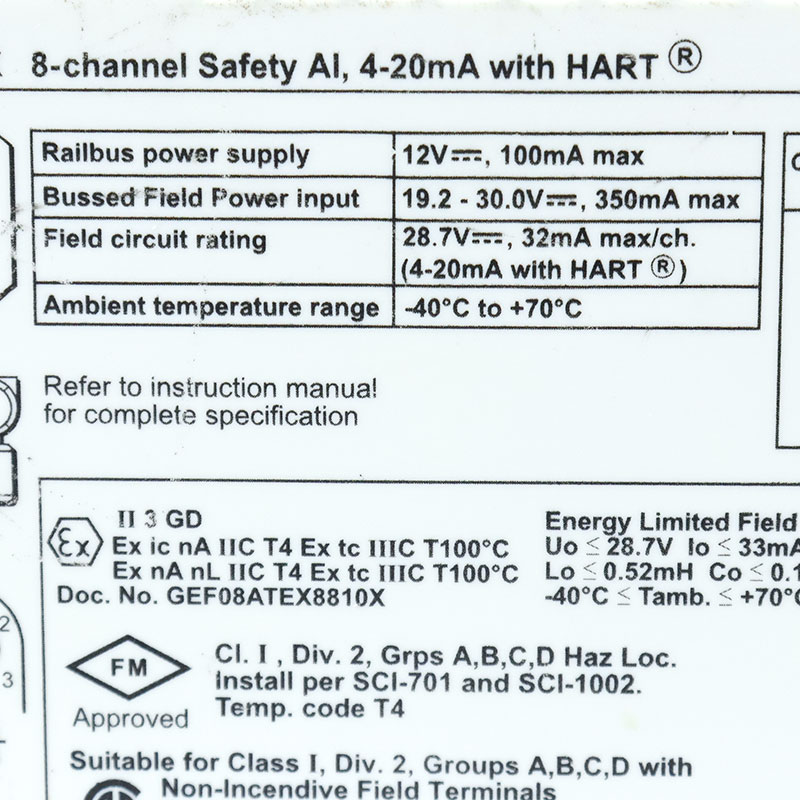 8-channel Safety AI, 4-20mA with HART ®
Railbus power supply 12V⎓, 100mA max
Bussed Field Power input 19.2 - 30.0V⎓, 350mA max
Field circuit rating 28.7V⎓, 32mA max/ch.
(4-20mA with HART ®)
Ambient temperature range -40°C to +70°C
Refer to instruction manual
for complete specification
II 3 GD
Ex ic nA IIC T4 Ex tc IIIC T100°C
Ex nA nL IIC T4 Ex tc IIIC T100°C
Doc. No. GEF08ATEX8810X
Energy Limited Field
Uo ≤ 28.7V Io ≤ 33mA
Lo ≤ 0.52mH Co ≤ 0.1
-40°C ≤ Tamb. ≤ +70°C
Ex
FM
Approved
Cl. I , Div. 2, Grps A,B,C,D Haz Loc.
Install per SCI-701 and SCI-1002.
Temp. code T4
Suitable for Class I, Div. 2, Groups A,B,C,D with
Non-Incendive Field Terminals
2
3